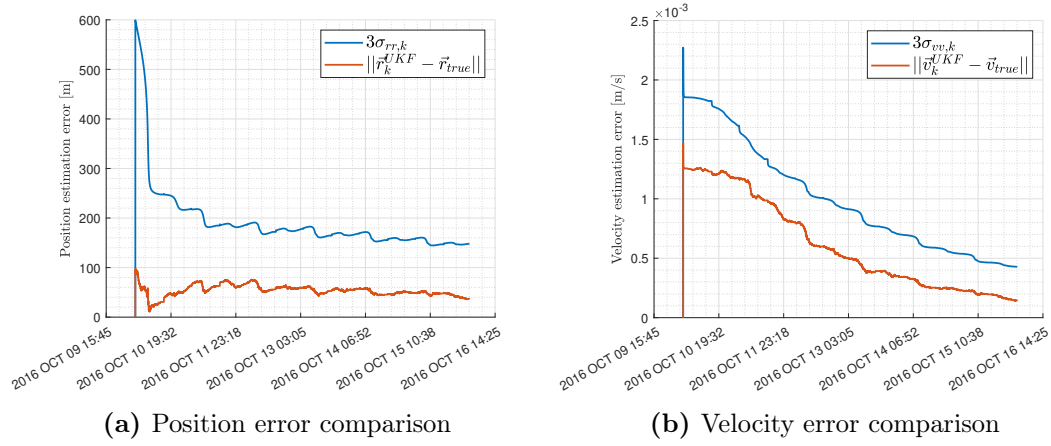 600
500
400
300
200
100
0
Position estimation error [m]
3σ_{rr,k}
||\vec{r}_k^{UKF} − \vec{r}_{true}||
2016 OCT 09 15:45
2016 OCT 10 19:32
2016 OCT 11 23:18
2016 OCT 13 03:05
2016 OCT 14 06:52
2016 OCT 15 10:38
2016 OCT 16 14:25
(a) Position error comparison
×10^{-3}
2.5
2
1.5
1
0.5
0
Velocity estimation error [m/s]
3σ_{vv,k}
||\vec{v}_k^{UKF} − \vec{v}_{true}||
2016 OCT 09 15:45
2016 OCT 10 19:32
2016 OCT 11 23:18
2016 OCT 13 03:05
2016 OCT 14 06:52
2016 OCT 15 10:38
2016 OCT 16 14:25
(b) Velocity error comparison